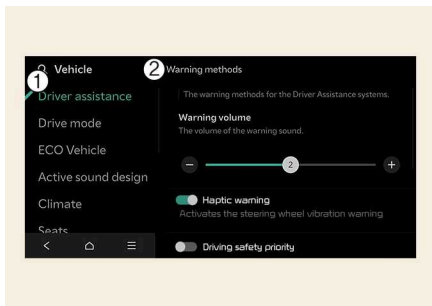 Vehicle
1
2
Warning methods
Driver assistance
The warning methods for the Driver Assistance systems.
Drive mode
Warning volume
The volume of the warning sound.
ECO Vehicle
2
Active sound design
Haptic warning
Activates the steering wheel vibration warning
Climate
Seats
Driving safety priority